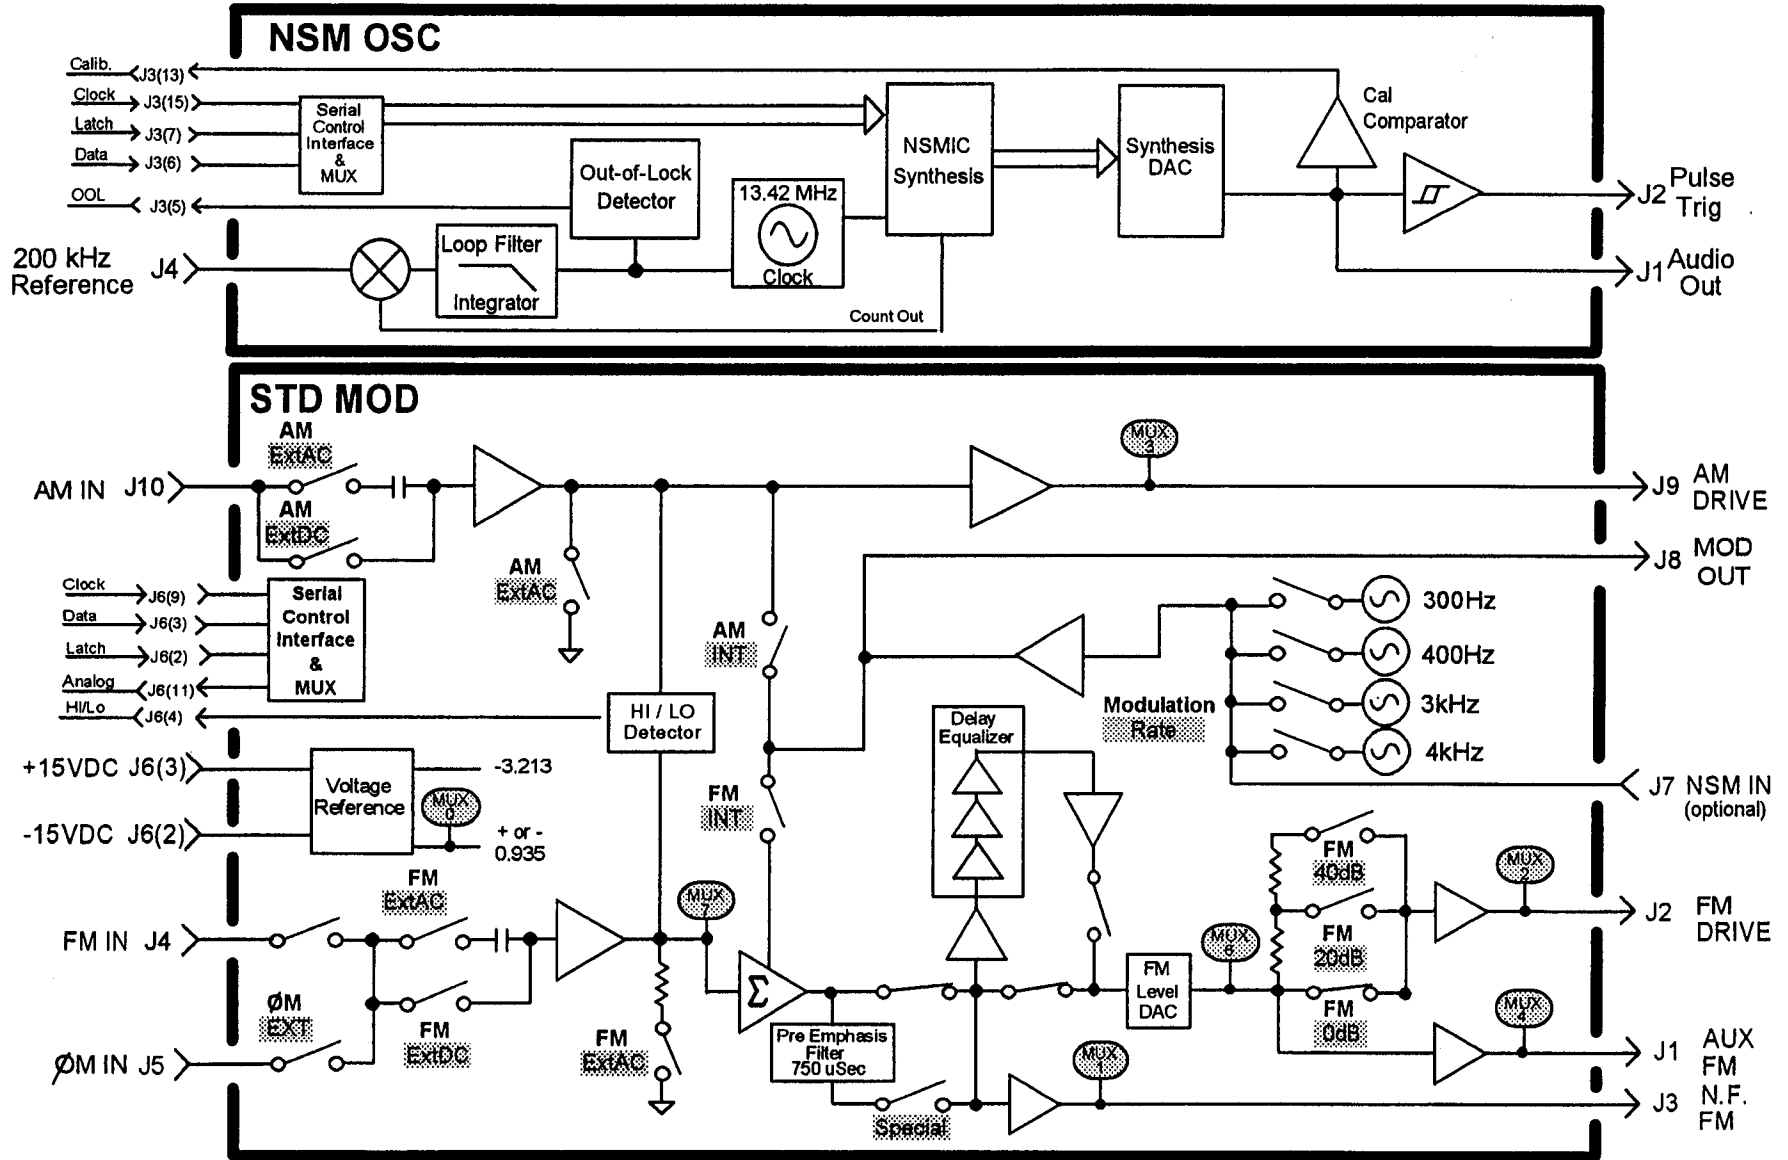 NSM OSC
Calib.
J3(13)
Clock
J3(15)
Latch
J3(7)
Data
J3(6)
OOL
J3(5)
Serial
Control
Interface
&
MUX
200 kHz
Reference
J4
Loop Filter
Integrator
Out-of-Lock
Detector
13.42 MHz
Clock
NSMIC
Synthesis
Count Out
Synthesis
DAC
Cal
Comparator
J2
Pulse
Trig
J1
Audio
Out
STD MOD
AM
ExtAC
AM IN
J10
AM
ExtDC
AM
ExtAC
MUX
3
J9
AM
DRIVE
J8
MOD
OUT
Clock
J6(9)
Data
J6(3)
Latch
J6(2)
Analog
J6(11)
Hi/Lo
J6(4)
Serial
Control
Interface
&
MUX
AM
INT
HI / LO
Detector
FM
INT
300Hz
400Hz
3kHz
4kHz
Modulation
Rate
J7
NSM IN
(optional)
+15VDC J6(3)
-15VDC J6(2)
Voltage
Reference
-3.213
MUX
0
+ or -
0.935
Delay
Equalizer
FM
ExtAC
FM IN
J4
ØM
EXT
ØM IN
J5
FM
ExtDC
FM
ExtAC
MUX
7
Σ
Pre Emphasis
Filter
750 uSec
Special
MUX
1
FM
Level
DAC
MUX
6
FM
40dB
FM
20dB
FM
0dB
MUX
2
J2
FM
DRIVE
MUX
4
J1
AUX
FM
J3
N.F.
FM